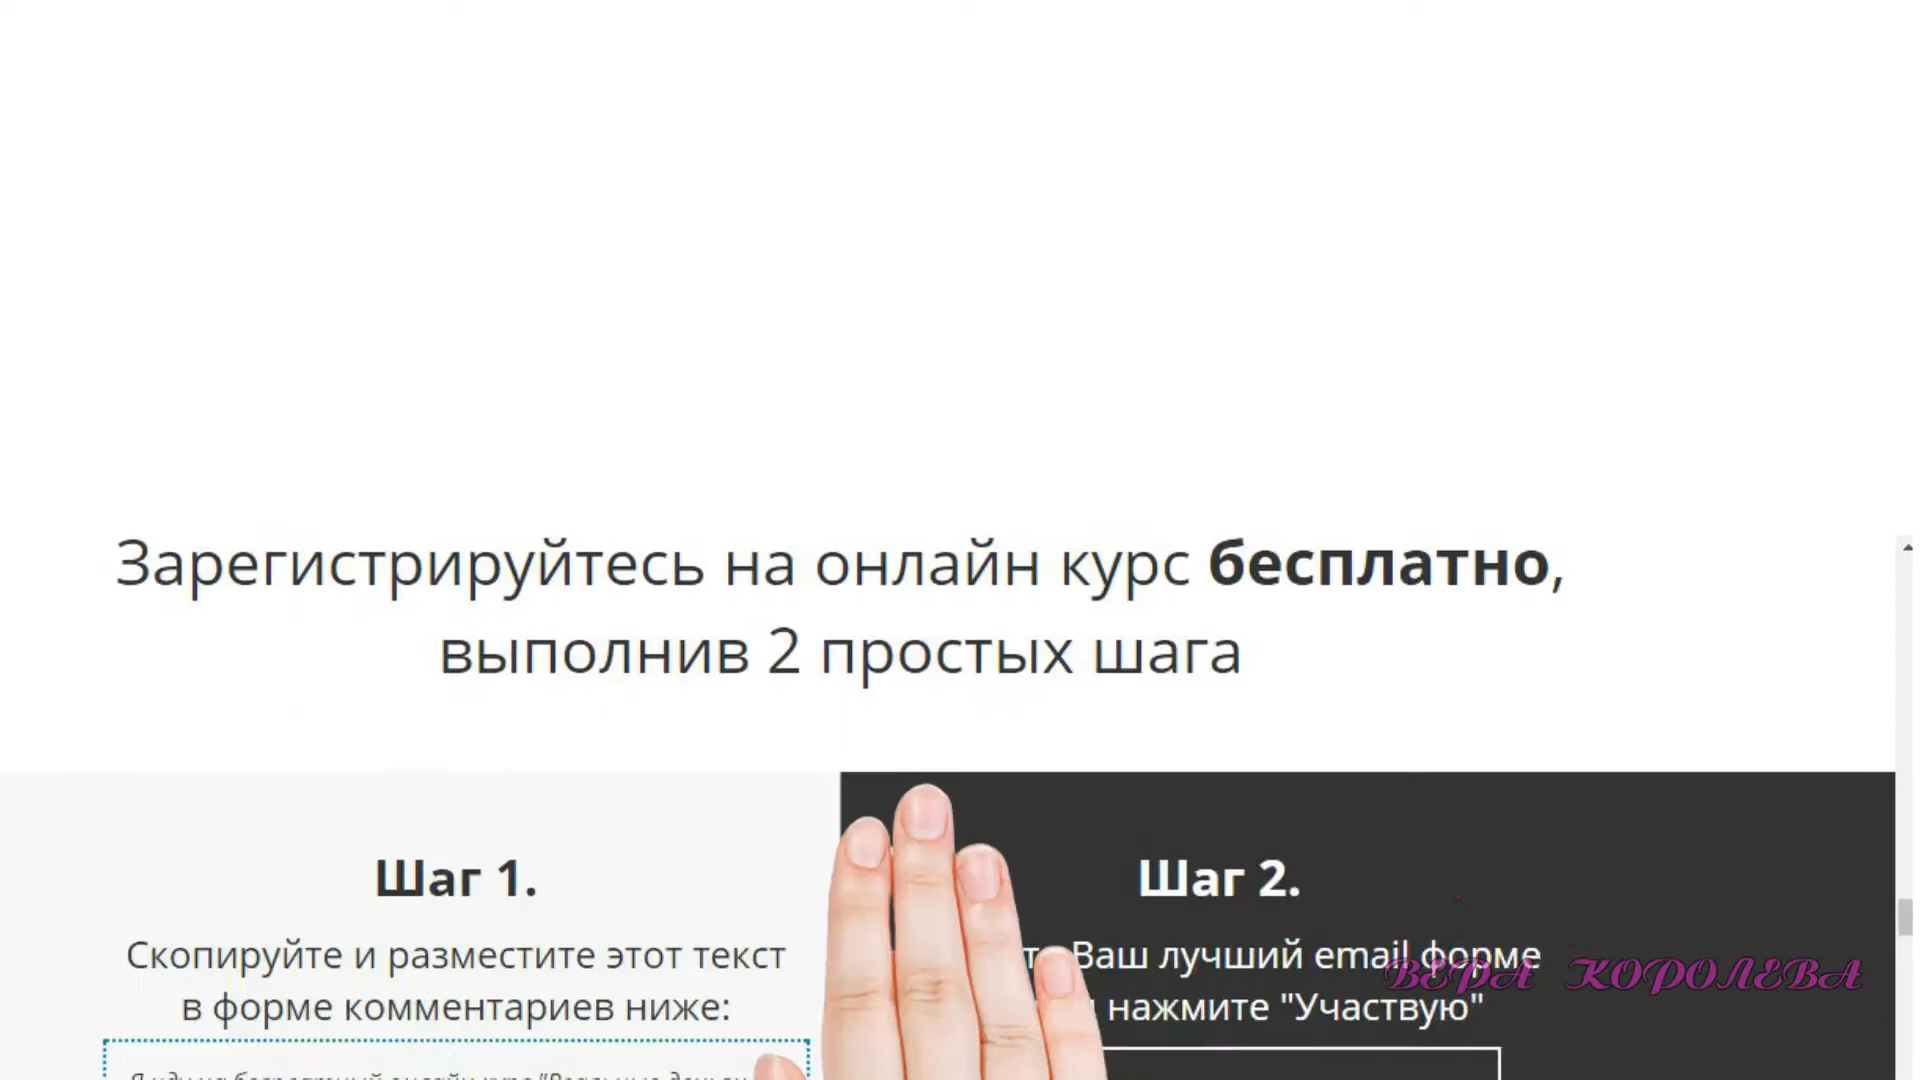 Зарегистрируйтесь на онлайн курс бесплатно,
выполнив 2 простых шага
Шаг 1.
Скопируйте и разместите этот текст
в форме комментариев ниже:
Шаг 2.
Ваш лучший email форме
нажмите "Участвую"
ВЕРА КОРОЛЕВА